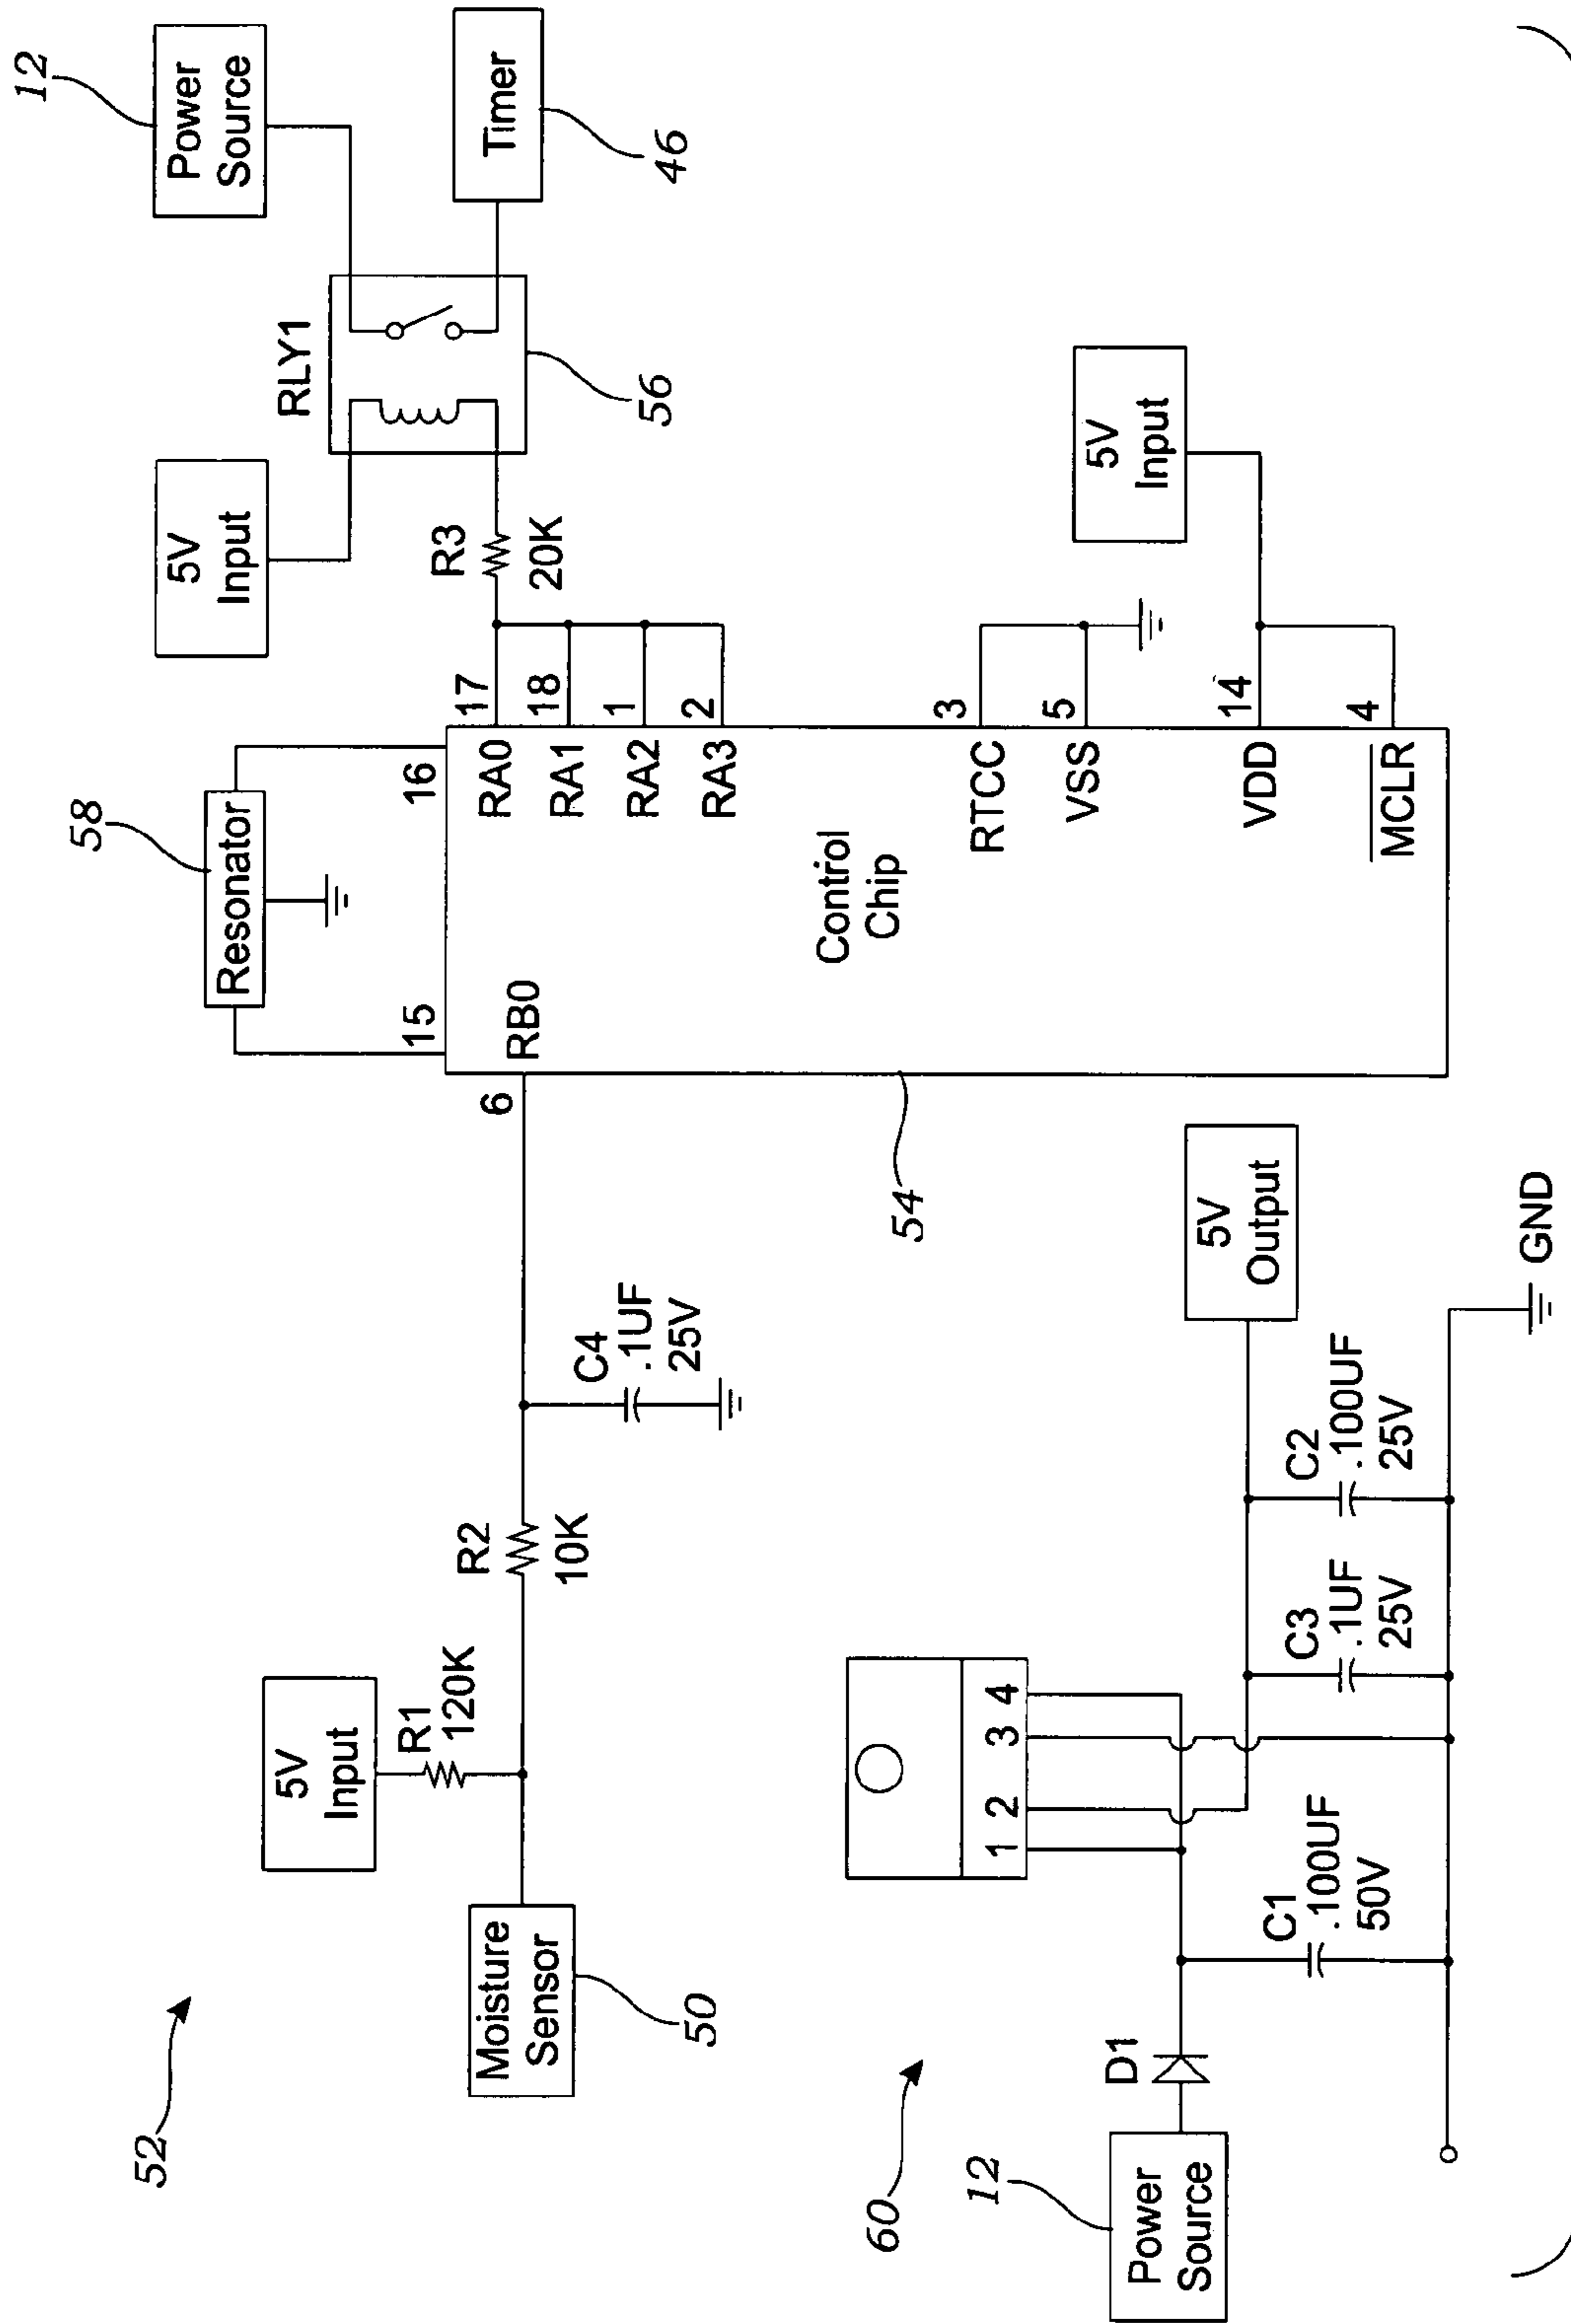 52
5V
Input
R1
120K
Moisture
Sensor
50
R2
10K
C4
.1UF
25V
6
RB0
15
16
Resonator
58
Control
Chip
54
RA0
17
RA1
18
RA2
1
RA3
2
RTCC
3
VSS
5
VDD
14
MCLR
4
R3
20K
5V
Input
RLY1
56
Power
Source
12
Timer
46
5V
Input
60
Power
Source
12
D1
C1
.100UF
50V
1
2
3
4
C3
.1UF
25V
C2
.100UF
25V
5V
Output
GND